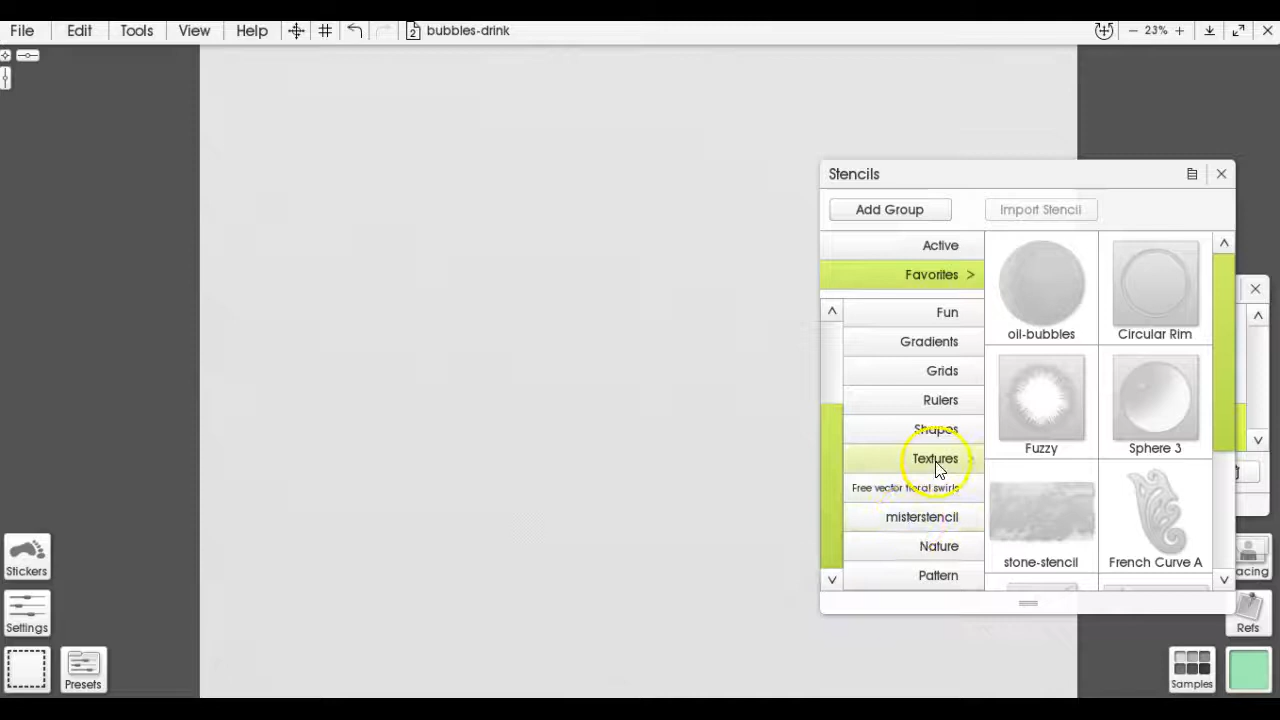 File Edit Tools View Help 2 bubbles-drink − 23% +
Stencils
Add Group Import Stencil
Active
Favorites >
Fun
Gradients
Grids
Rulers
Shapes
Textures
Free vector floral swirls
misterstencil
Nature
Pattern
oil-bubbles Circular Rim
Fuzzy Sphere 3
stone-stencil French Curve A
Stickers
Settings
Presets
acing
Refs
Samples